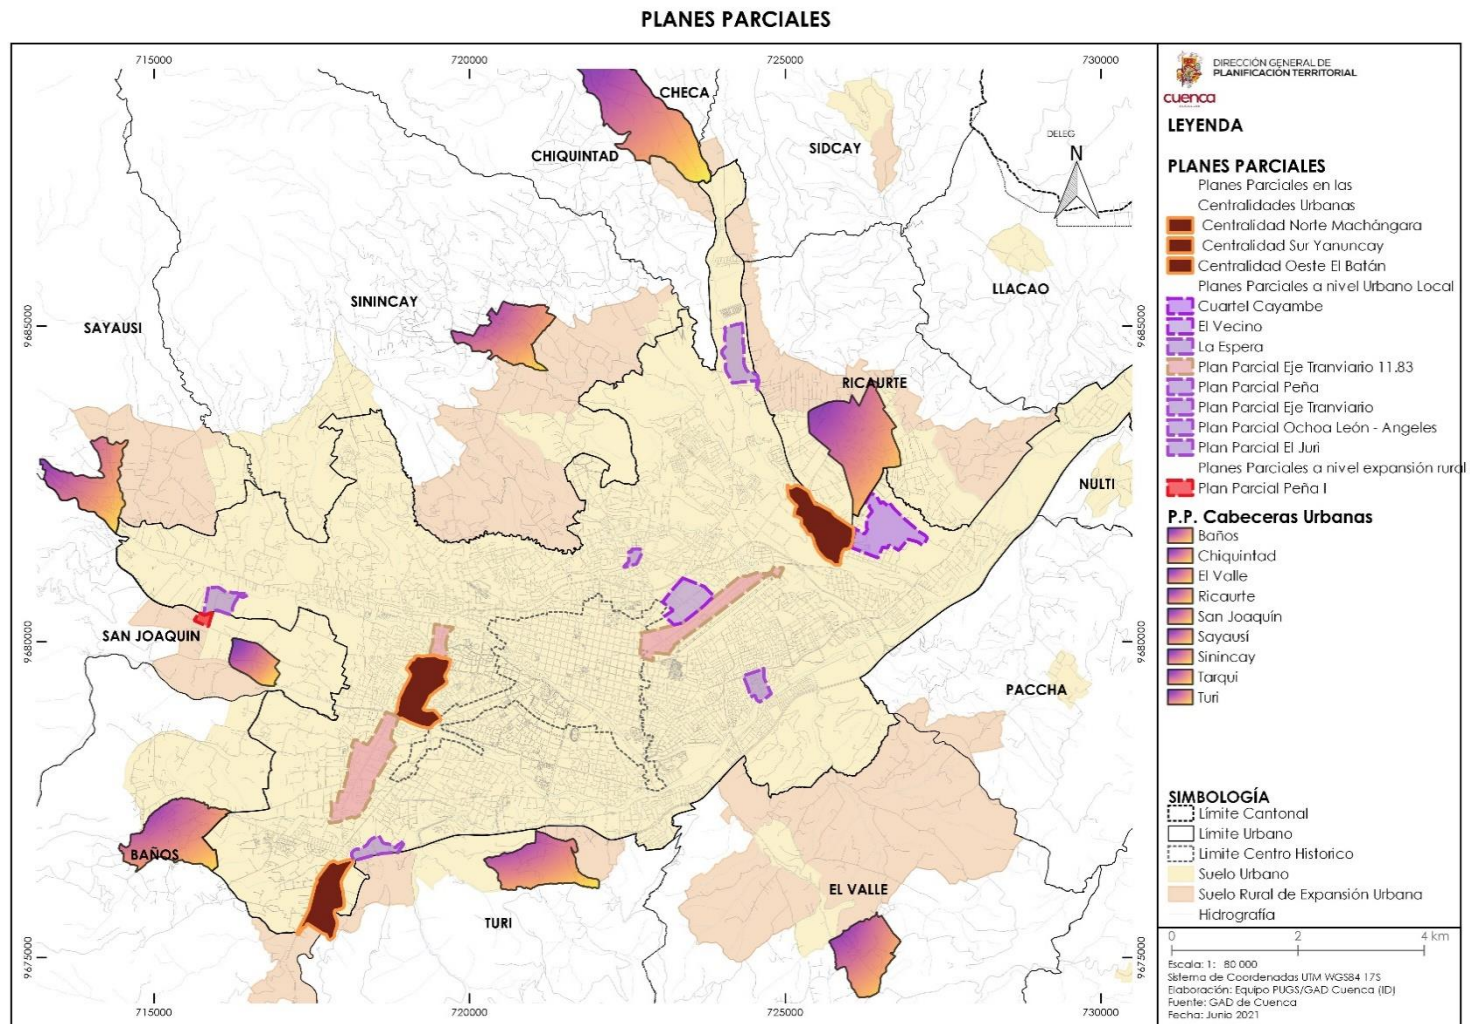 PLANES PARCIALES
715000
720000
725000
730000
CHECA
CHIQUINTAD
SIDCAY
DELEG
N
LLACAO
SININCAY
SAYAUSI
9685000
9685000
RICAURTE
NULTI
SAN JOAQUIN
9680000
9680000
PACCHA
BAÑOS
TURI
EL VALLE
9675000
9675000
715000
720000
725000
730000
cuenca
DIRECCIÓN GENERAL DE
PLANIFICACIÓN TERRITORIAL
LEYENDA
PLANES PARCIALES
Planes Parciales en las
Centralidades Urbanas
Centralidad Norte Machángara
Centralidad Sur Yanuncay
Centralidad Oeste El Batán
Planes Parciales a nivel Urbano Local
Cuartel Cayambe
El Vecino
La Espera
Plan Parcial Eje Tranviario 11.83
Plan Parcial Peña
Plan Parcial Eje Tranviario
Plan Parcial Ochoa León - Angeles
Plan Parcial El Juri
Planes Parciales a nivel expansión rural
Plan Parcial Peña I
P.P. Cabeceras Urbanas
Baños
Chiquintad
El Valle
Ricaurte
San Joaquín
Sayausí
Sinincay
Tarqui
Turi
SIMBOLOGÍA
Límite Cantonal
Limite Urbano
Limite Centro Historico
Suelo Urbano
Suelo Rural de Expansión Urbana
Hidrografía
0 2 4 km
Escala: 1: 80 000
Sistema de Coordenadas UTM WGS84 17S
Elaboración: Equipo PUGS/GAD Cuenca (ID)
Fuente: GAD de Cuenca
Fecha: Junio 2021